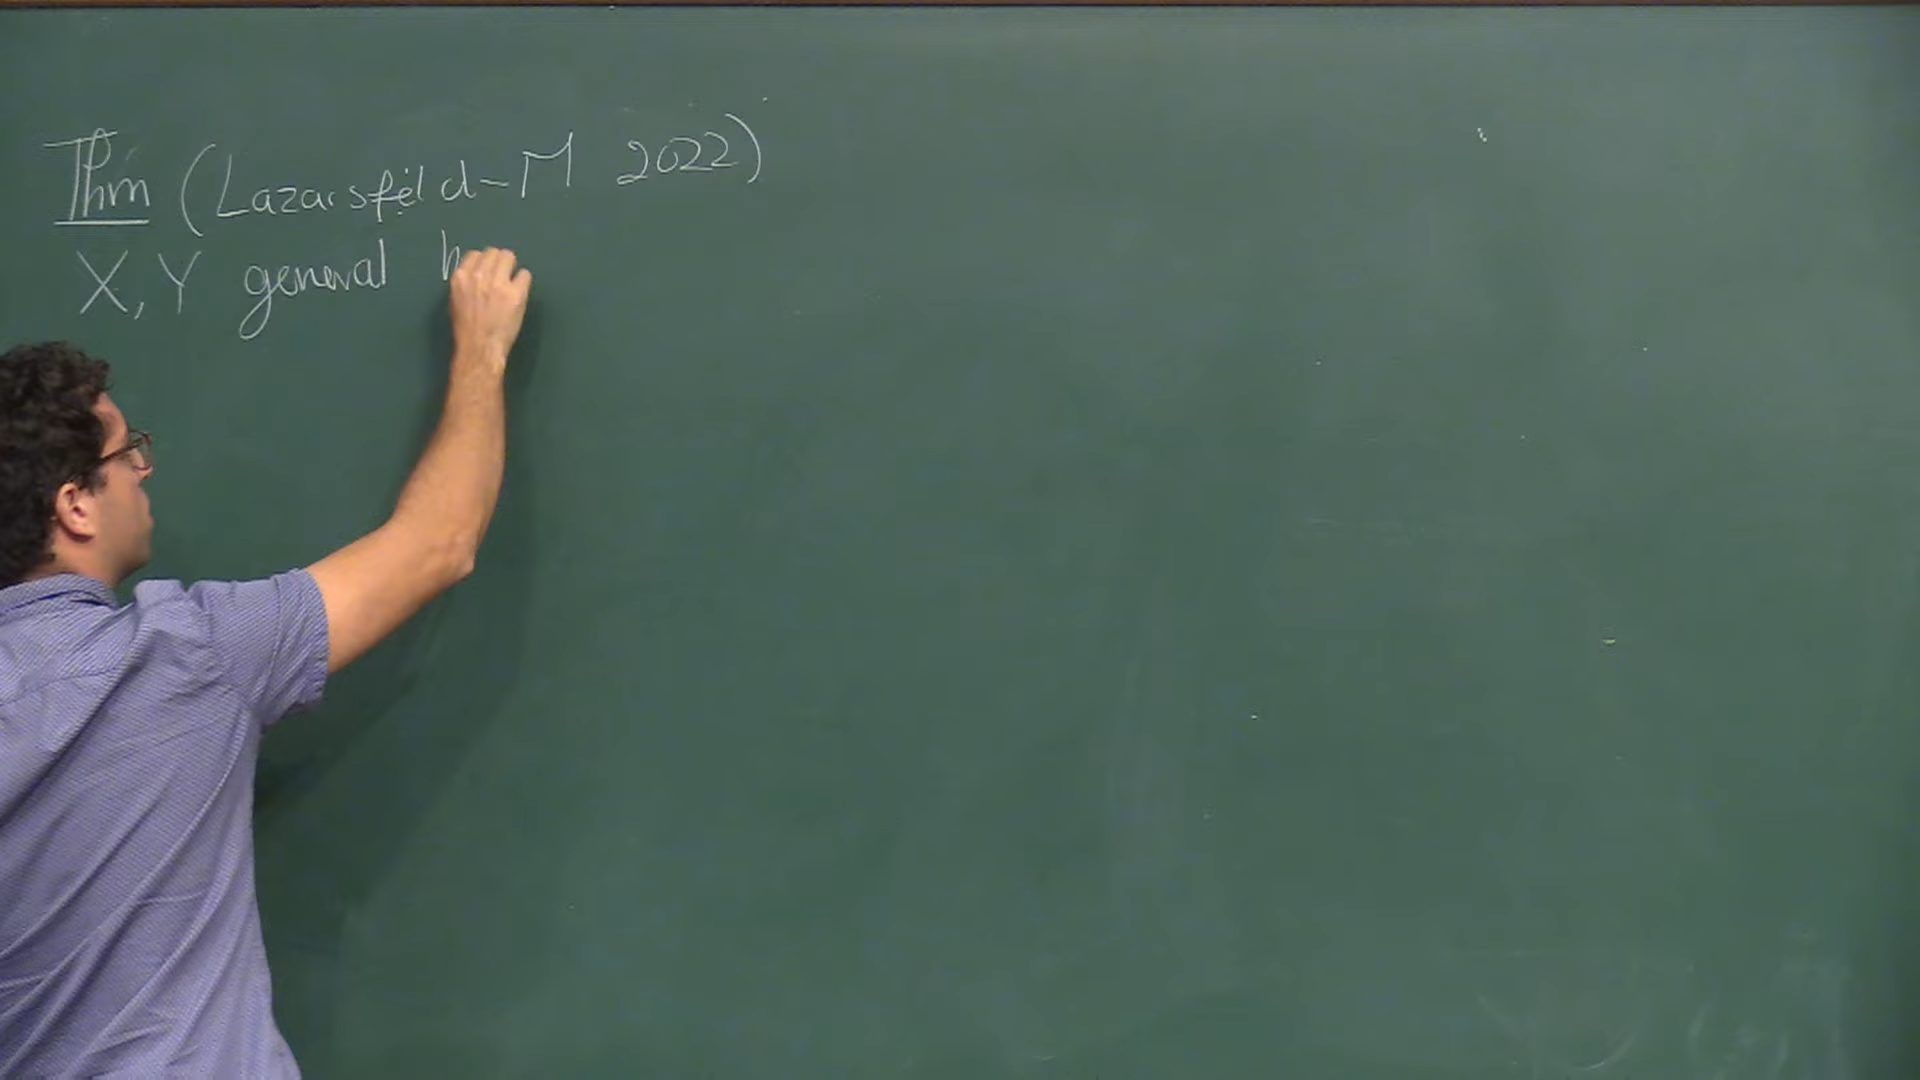 Thm (Lazarsfeld-M 2022)
X, Y general h